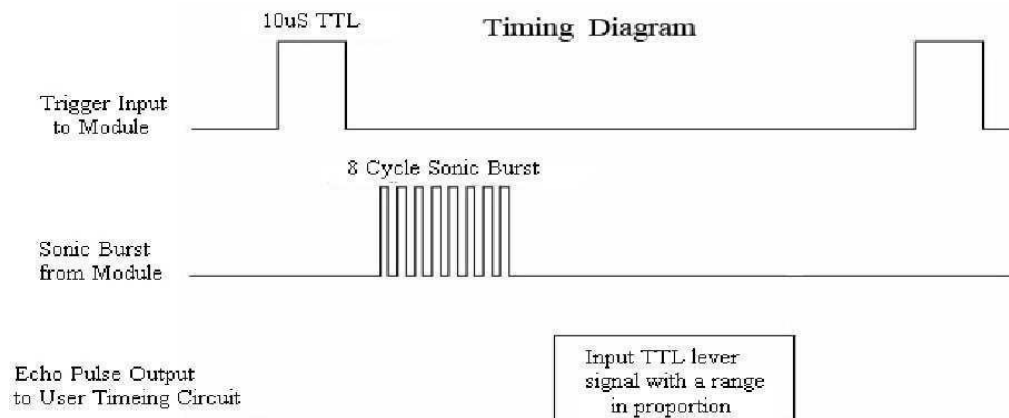 10uS TTL
Timing Diagram
Trigger Input
to Module
8 Cycle Sonic Burst
Sonic Burst
from Module
Echo Pulse Output
to User Timeing Circuit
Input TTL lever
signal with a range
in proportion